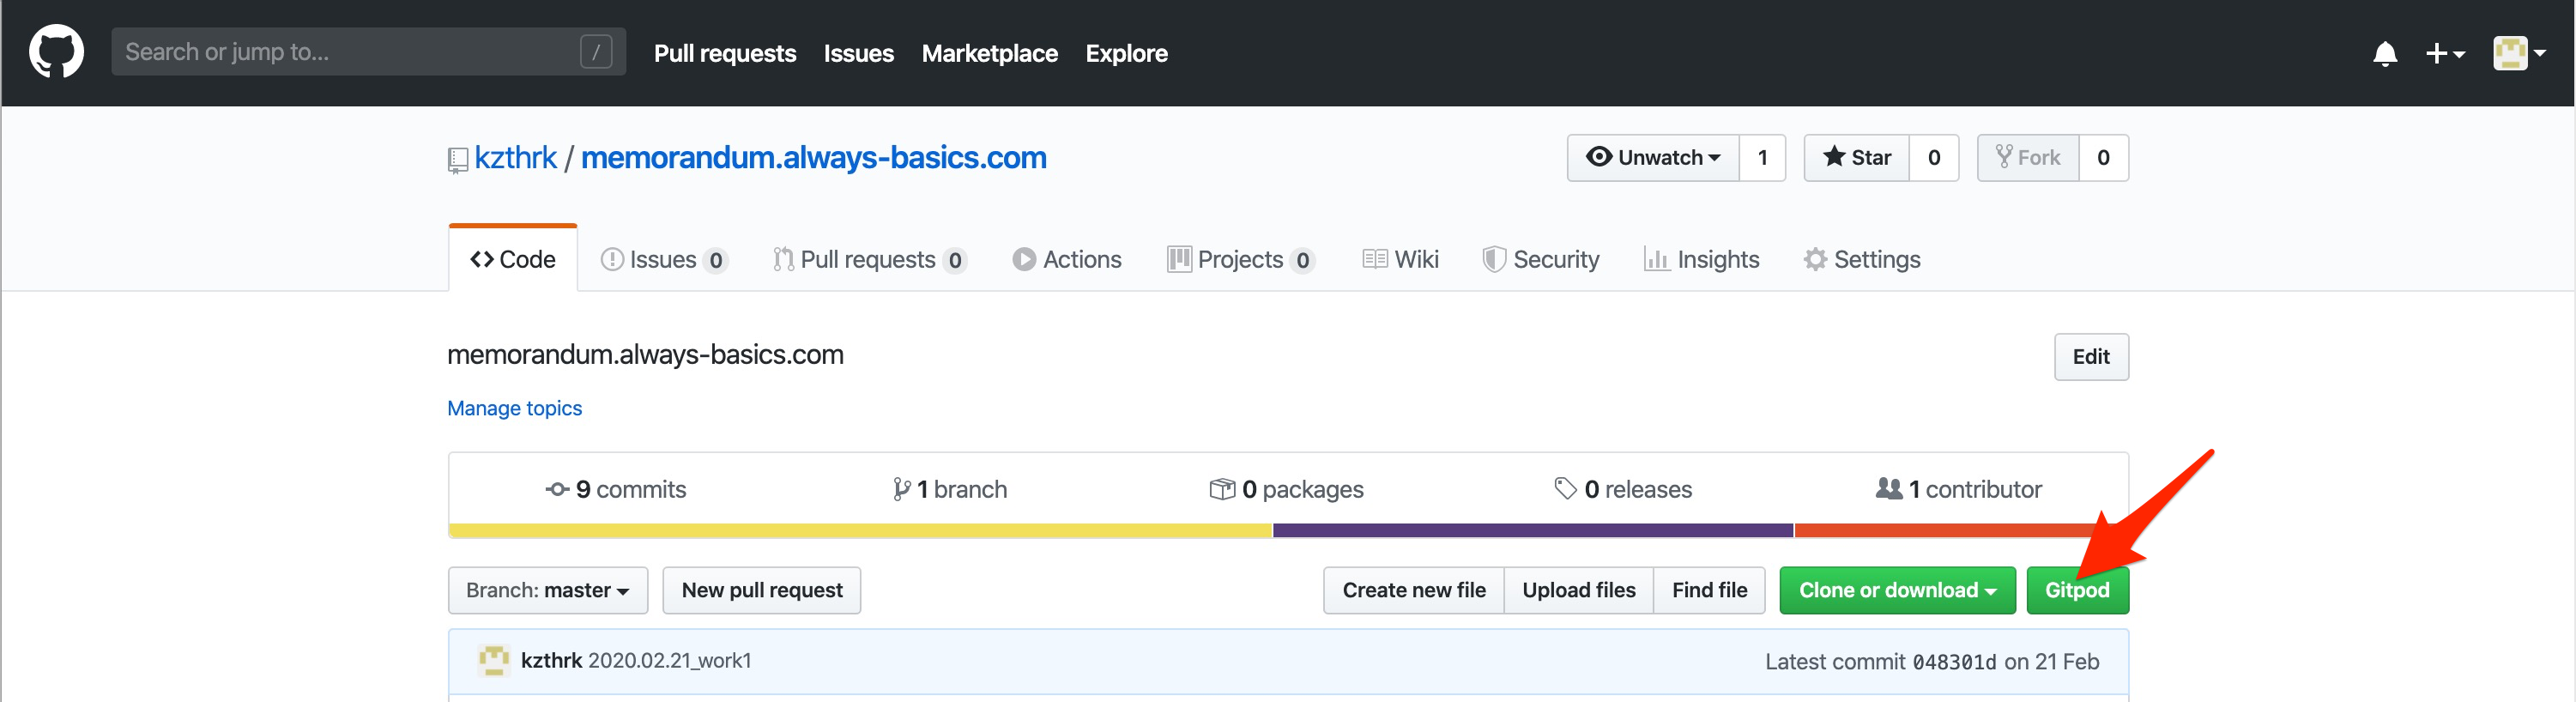 Search or jump to... / Pull requests Issues Marketplace Explore
kzthrk / memorandum.always-basics.com Unwatch 1 Star 0 Fork 0
Code Issues 0 Pull requests 0 Actions Projects 0 Wiki Security Insights Settings
memorandum.always-basics.com Edit
Manage topics
9 commits 1 branch 0 packages 0 releases 1 contributor
Branch: master New pull request Create new file Upload files Find file Clone or download Gitpod
kzthrk 2020.02.21_work1 Latest commit 048301d on 21 Feb